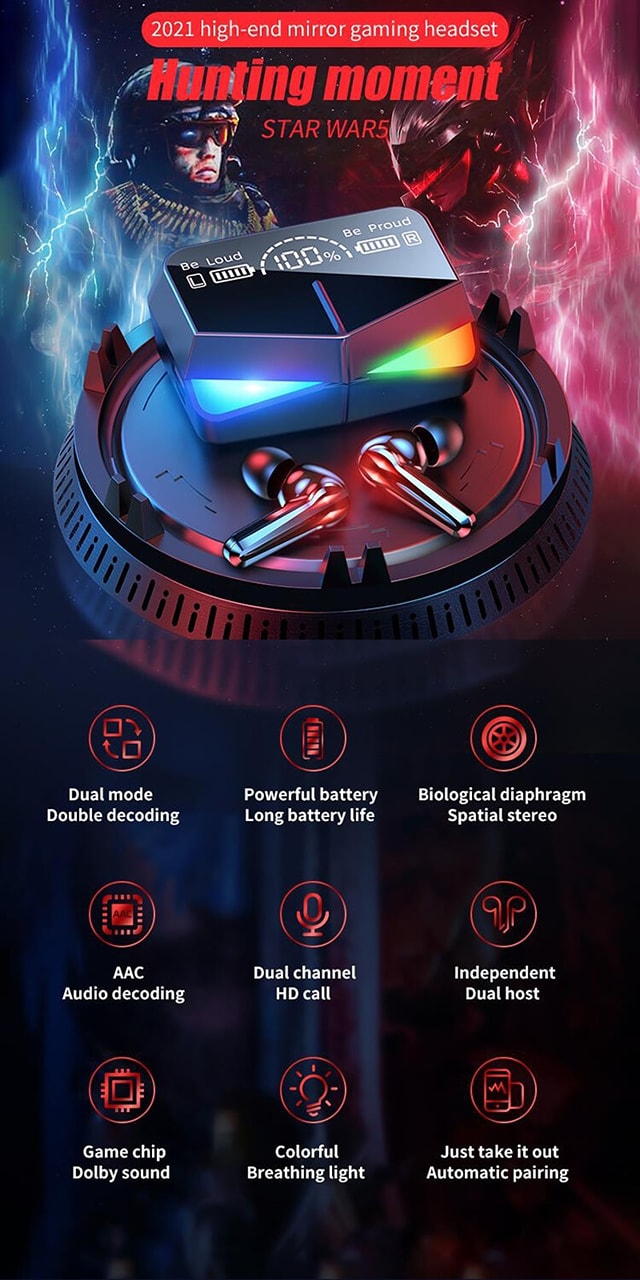 2021 high-end mirror gaming headset
Hunting moment
STAR WAR5
Be Loud
Be Proud
L
100%
R
Dual mode
Double decoding
Powerful battery
Long battery life
Biological diaphragm
Spatial stereo
AAC
AAC
Audio decoding
Dual channel
HD call
Independent
Dual host
Game chip
Dolby sound
Colorful
Breathing light
Just take it out
Automatic pairing